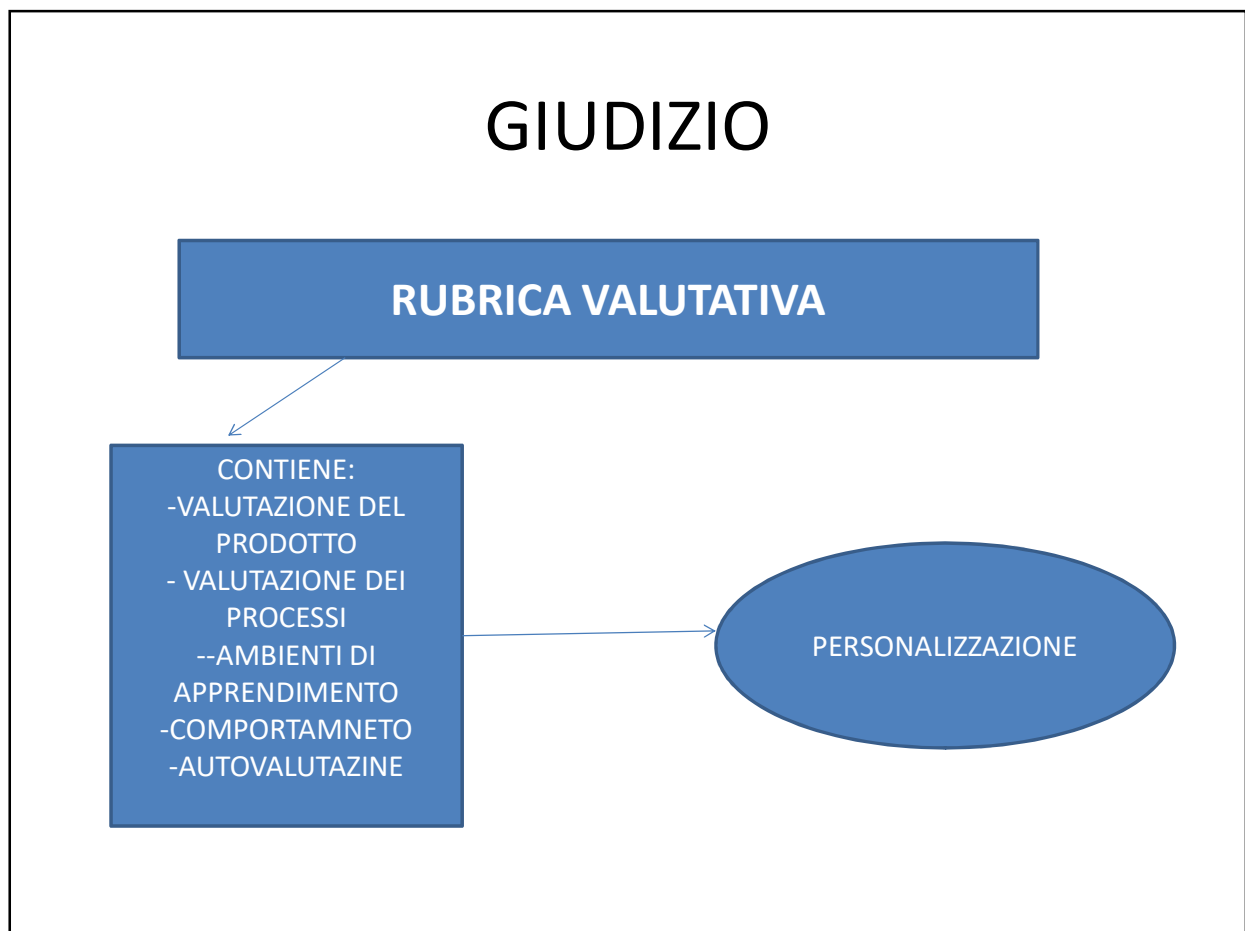 GIUDIZIO
RUBRICA VALUTATIVA
CONTIENE:
-VALUTAZIONE DEL
PRODOTTO
- VALUTAZIONE DEI
PROCESSI
--AMBIENTI DI
APPRENDIMENTO
-COMPORTAMNETO
-AUTOVALUTAZINE
PERSONALIZZAZIONE